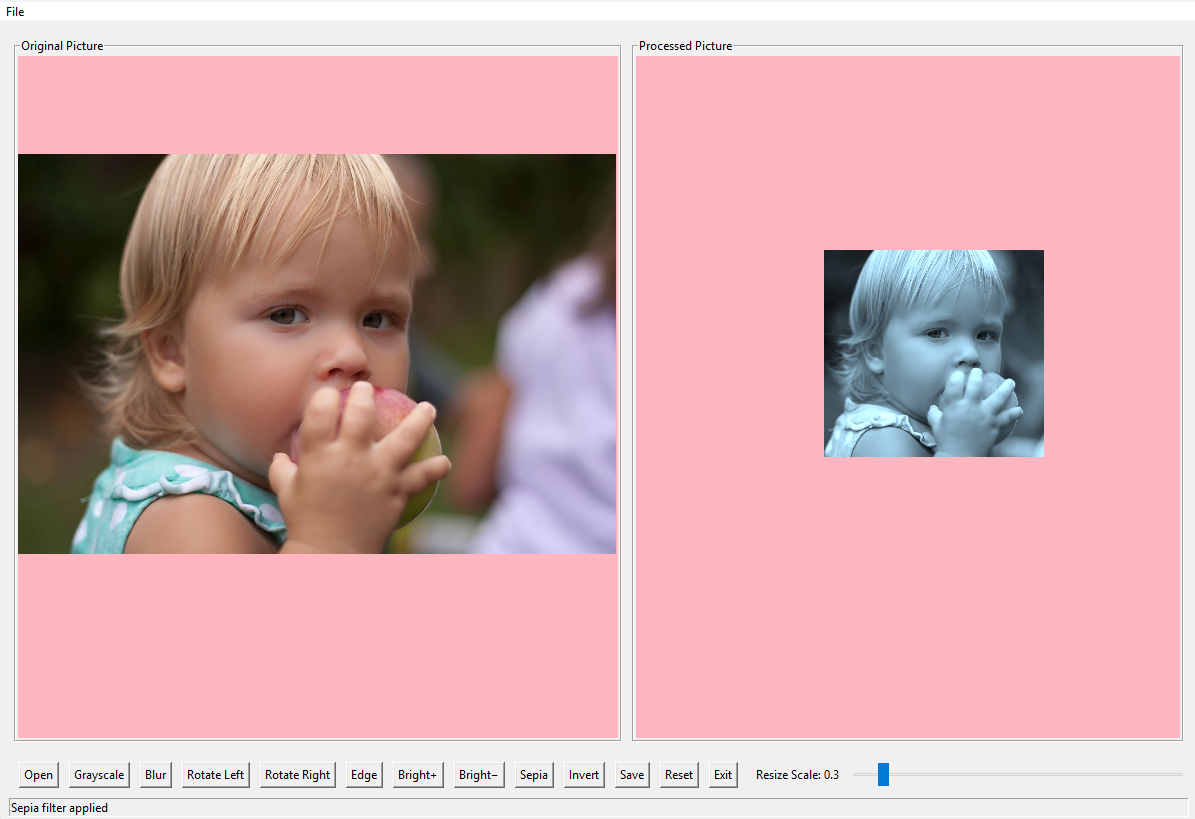 File
Original Picture
Processed Picture
Open Grayscale Blur Rotate Left Rotate Right Edge Bright+ Bright− Sepia Invert Save Reset Exit Resize Scale: 0.3
Sepia filter applied